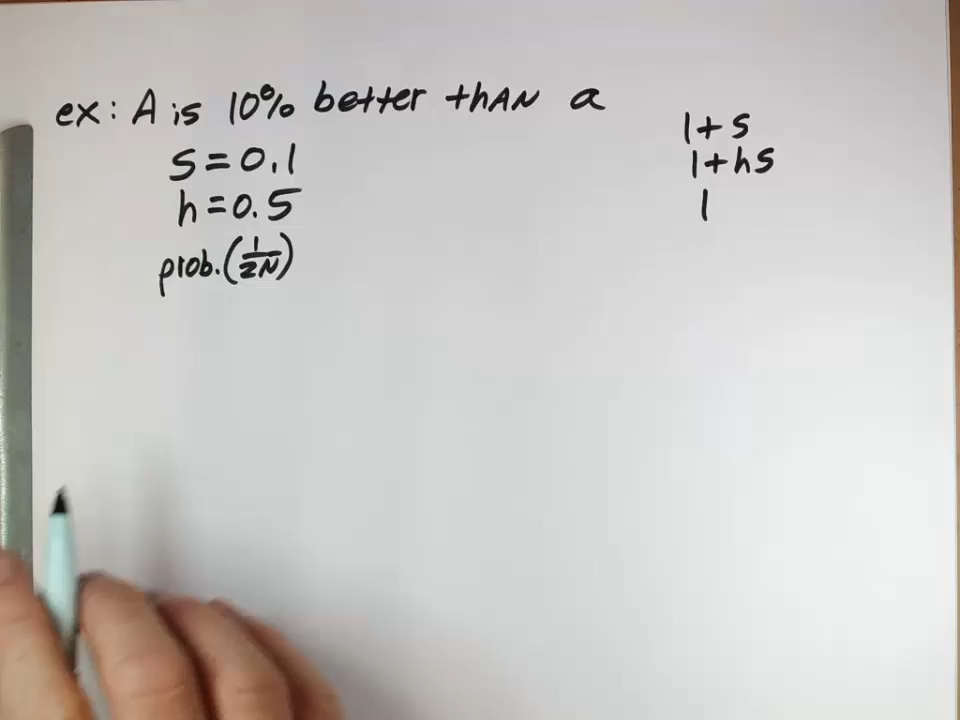 ex: A is 10% better thAN a
s = 0.1
h = 0.5
prob. (1/2N)
1 + s
1 + hs
1